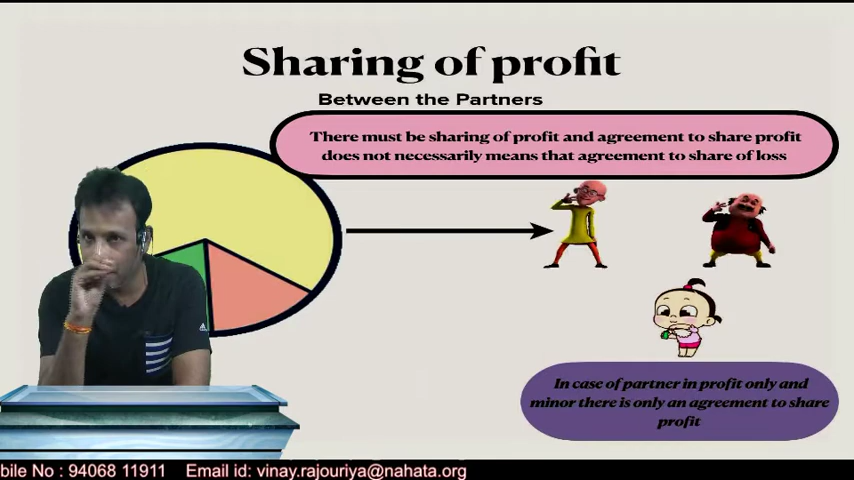 Sharing of profit
Between the Partners
There must be sharing of profit and agreement to share profit
does not necessarily means that agreement to share of loss
In case of partner in profit only and
minor there is only an agreement to share
profit
bile No : 94068 11911 Email id: vinay.rajouriya@nahata.org